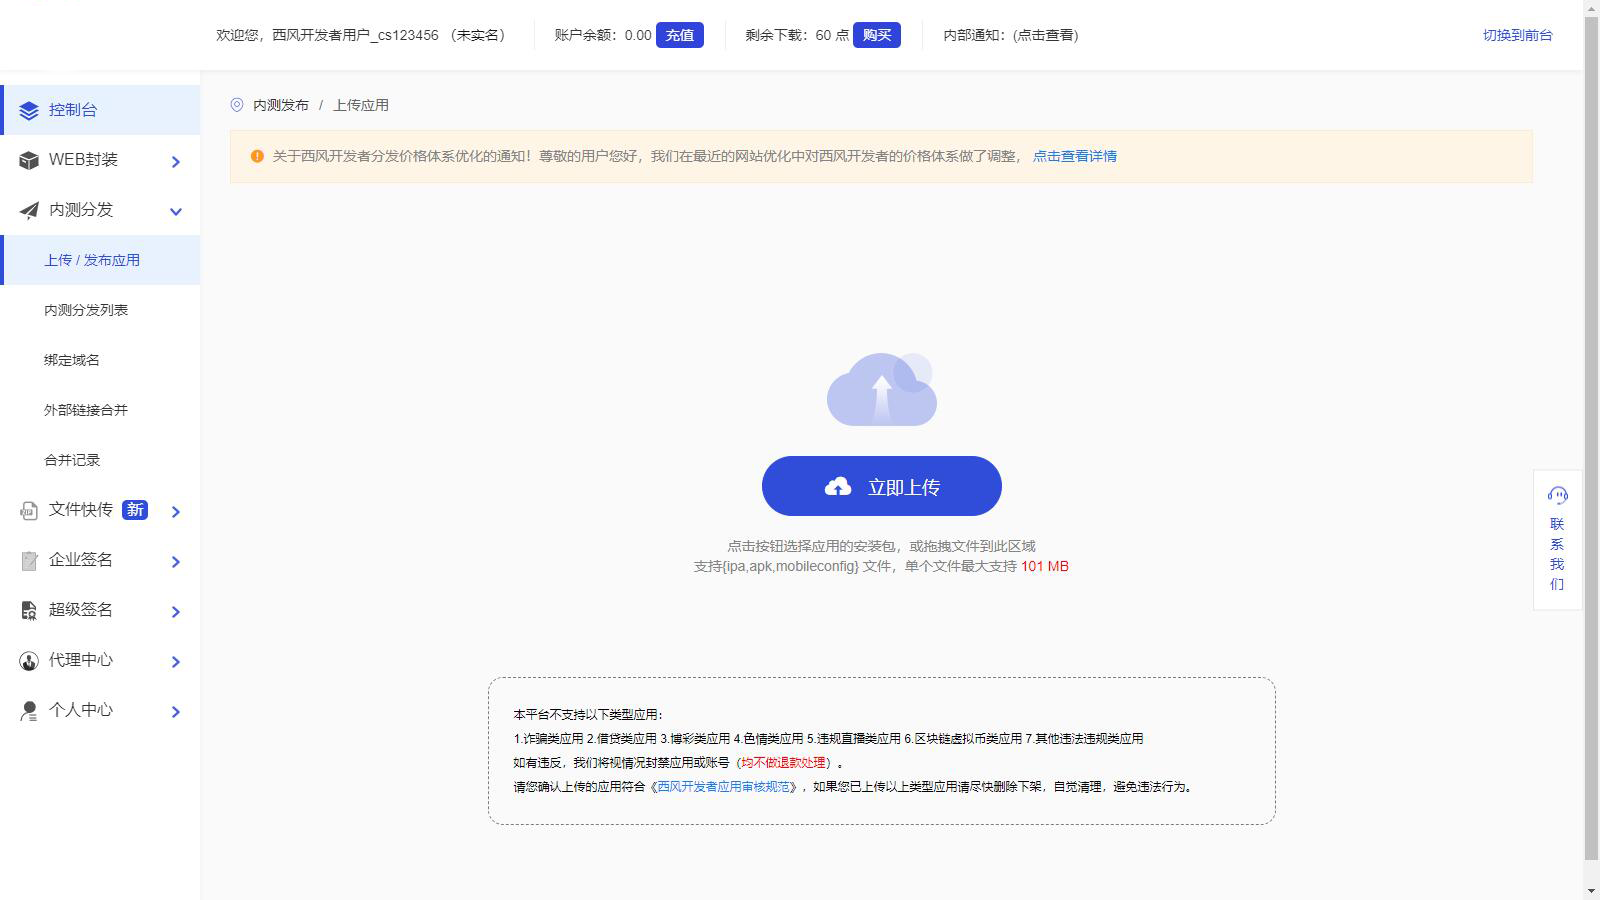 欢迎您，西风开发者用户_cs123456 （未实名）
账户余额：0.00 充值
剩余下载：60 点 购买
内部通知：(点击查看)
切换到前台
控制台
WEB封装
内测分发
上传 / 发布应用
内测分发列表
绑定域名
外部链接合并
合并记录
文件快传 新
企业签名
超级签名
代理中心
个人中心
内测发布 / 上传应用
关于西风开发者分发价格体系优化的通知！尊敬的用户您好，我们在最近的网站优化中对西风开发者的价格体系做了调整， 点击查看详情
立即上传
点击按钮选择应用的安装包，或拖拽文件到此区域
支持{ipa,apk,mobileconfig} 文件，单个文件最大支持 101 MB
本平台不支持以下类型应用：
1.诈骗类应用 2.借贷类应用 3.博彩类应用 4.色情类应用 5.违规直播类应用 6.区块链虚拟币类应用 7.其他违法违规类应用
如有违反，我们将视情况封禁应用或账号（均不做退款处理）。
请您确认上传的应用符合《西风开发者应用审核规范》，如果您已上传以上类型应用请尽快删除下架，自觉清理，避免违法行为。
联
系
我
们